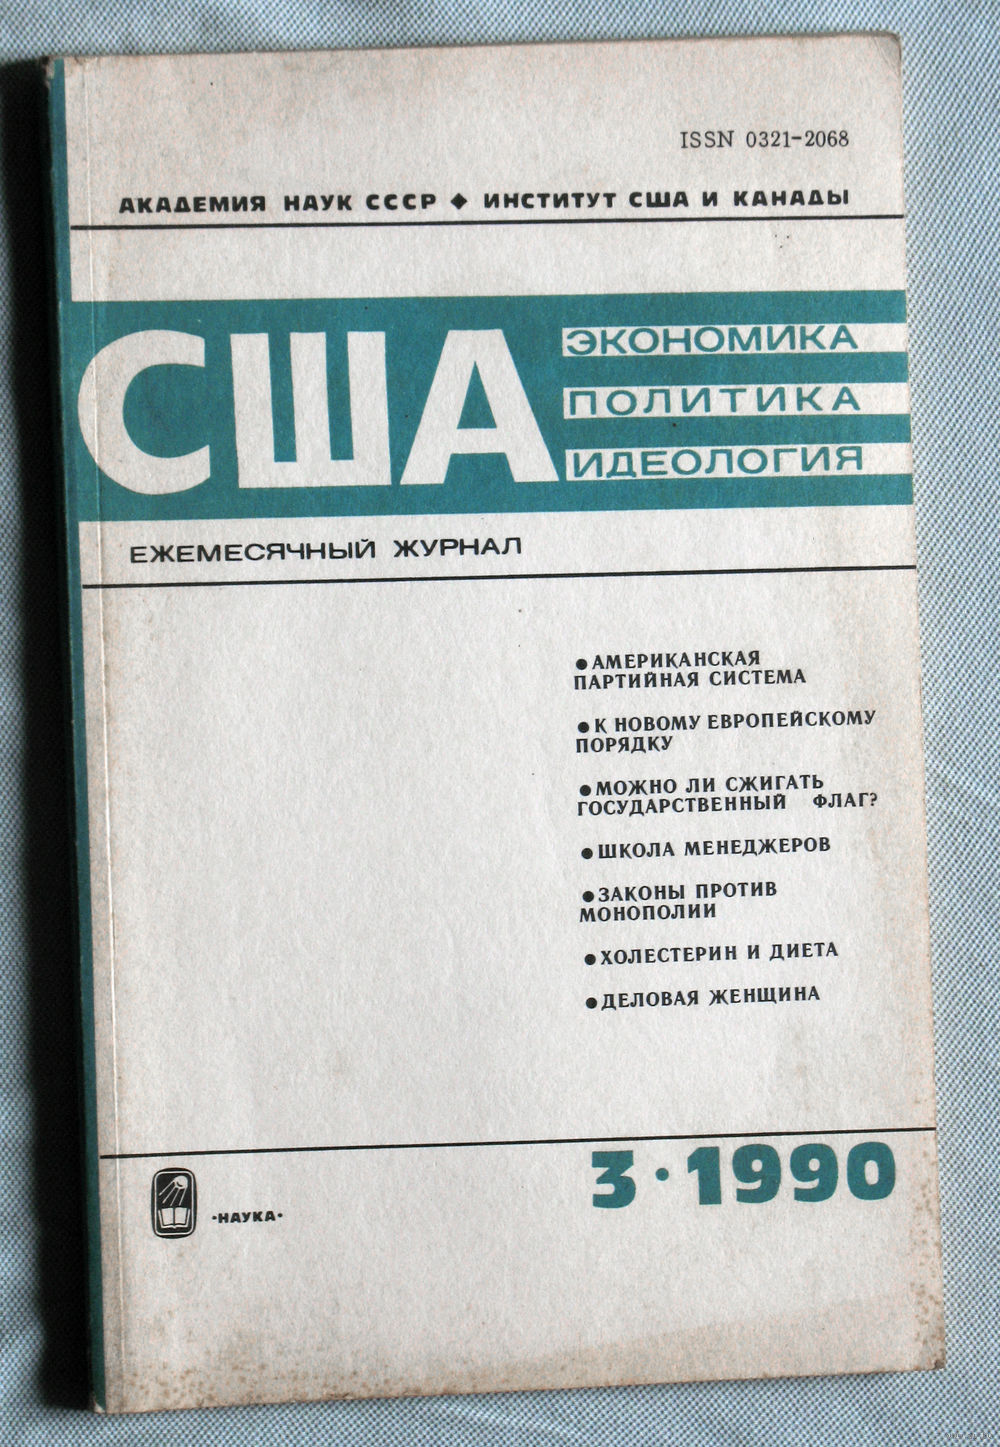 ISSN 0321-2068
АКАДЕМИЯ НАУК СССР ◆ ИНСТИТУТ США И КАНАДЫ
США
ЭКОНОМИКА
ПОЛИТИКА
ИДЕОЛОГИЯ
ЕЖЕМЕСЯЧНЫЙ ЖУРНАЛ
●АМЕРИКАНСКАЯ
ПАРТИЙНАЯ СИСТЕМА
●К НОВОМУ ЕВРОПЕЙСКОМУ
ПОРЯДКУ
●МОЖНО ЛИ СЖИГАТЬ
ГОСУДАРСТВЕННЫЙ ФЛАГ?
●ШКОЛА МЕНЕДЖЕРОВ
●ЗАКОНЫ ПРОТИВ
МОНОПОЛИИ
●ХОЛЕСТЕРИН И ДИЕТА
●ДЕЛОВАЯ ЖЕНЩИНА
3·1990
·НАУКА·